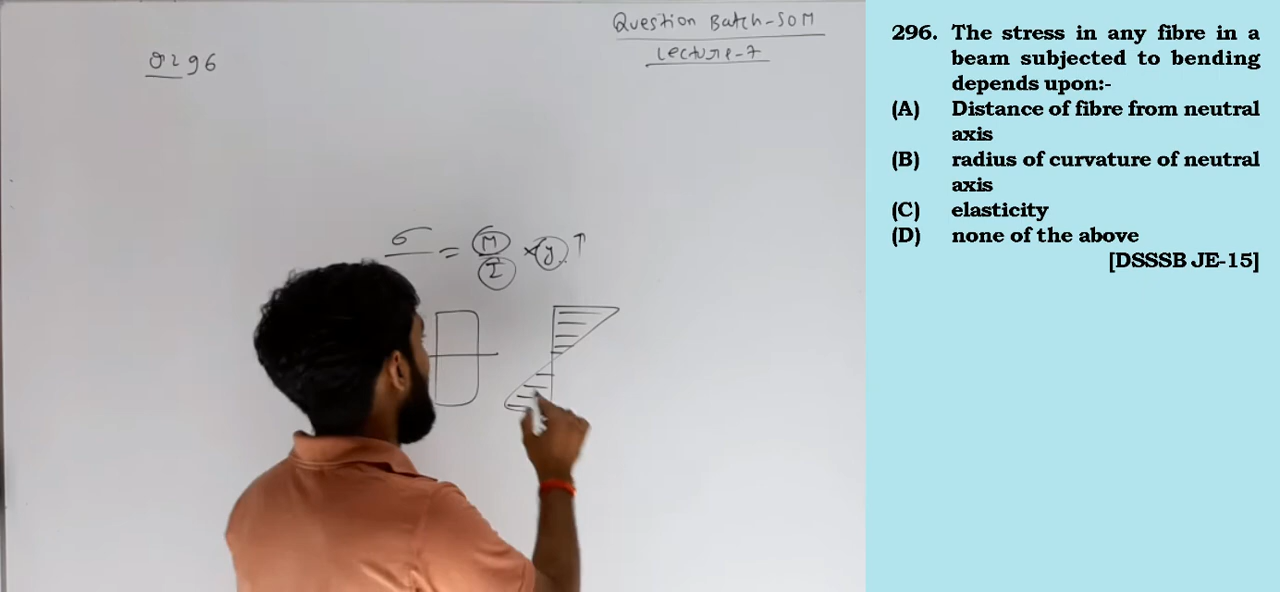 Question Batch-SOM
Lecture-7
Q296
σ = M/I × y ↑
296. The stress in any fibre in a
beam subjected to bending
depends upon:-
(A) Distance of fibre from neutral
axis
(B) radius of curvature of neutral
axis
(C) elasticity
(D) none of the above
[DSSSB JE-15]